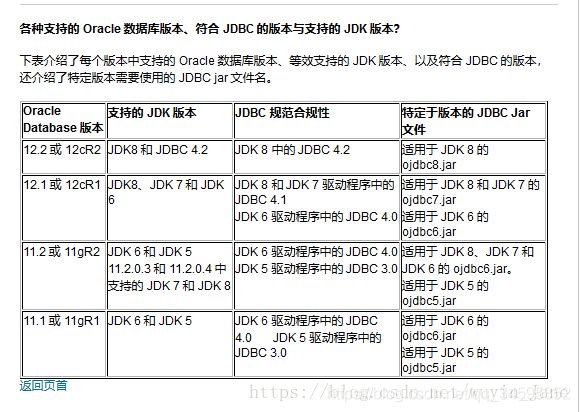 各种支持的 Oracle 数据库版本、符合 JDBC 的版本与支持的 JDK 版本?
下表介绍了每个版本中支持的 Oracle 数据库版本、等效支持的 JDK 版本、以及符合 JDBC 的版本,
还介绍了特定版本需要使用的 JDBC jar 文件名。
Oracle
Database 版本
支持的 JDK 版本
JDBC 规范合规性
特定于版本的 JDBC Jar
文件
12.2 或 12cR2
JDK8 和 JDBC 4.2
JDK 8 中的 JDBC 4.2
适用于 JDK 8 的
ojdbc8.jar
12.1 或 12cR1
JDK8、JDK 7 和 JDK
6
JDK 8 和 JDK 7 驱动程序中的
JDBC 4.1
JDK 6 驱动程序中的 JDBC 4.0
适用于 JDK 8 和 JDK 7 的
ojdbc7.jar
适用于 JDK 6 的
ojdbc6.jar
11.2 或 11gR2
JDK 6 和 JDK 5
11.2.0.3 和 11.2.0.4 中
支持的 JDK 7 和 JDK 8
JDK 6 驱动程序中的 JDBC 4.0
JDK 5 驱动程序中的 JDBC 3.0
适用于 JDK 8、JDK 7 和
JDK 6 的 ojdbc6.jar。
适用于 JDK 5 的
ojdbc5.jar
11.1 或 11gR1
JDK 6 和 JDK 5
JDK 6 驱动程序中的 JDBC
4.0 JDK 5 驱动程序中的
JDBC 3.0
适用于 JDK 6 的
ojdbc6.jar
适用于 JDK 5 的
ojdbc5.jar
返回页首
https://blog.csdn.net/